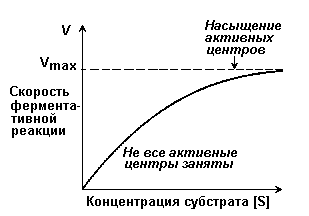 V
Насыщение
активных
центров
Vmax
Скорость
фермента-
тивной
реакции
Не все активные
центры заняты
Концентрация субстрата [S]